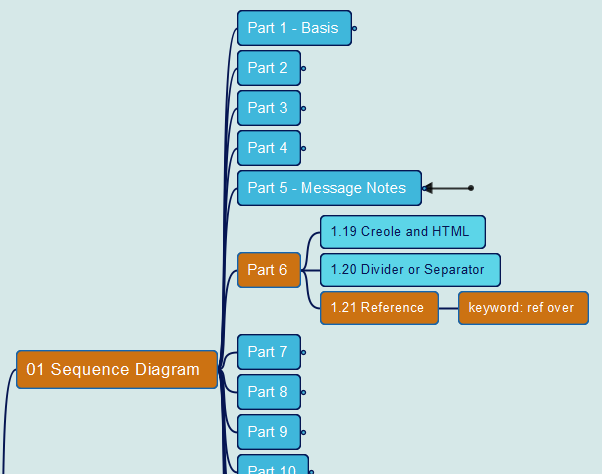 Part 1 - Basis
Part 2
Part 3
Part 4
Part 5 - Message Notes
1.19 Creole and HTML
Part 6
1.20 Divider or Separator
1.21 Reference
keyword: ref over
Part 7
01 Sequence Diagram
Part 8
Part 9
Part 10